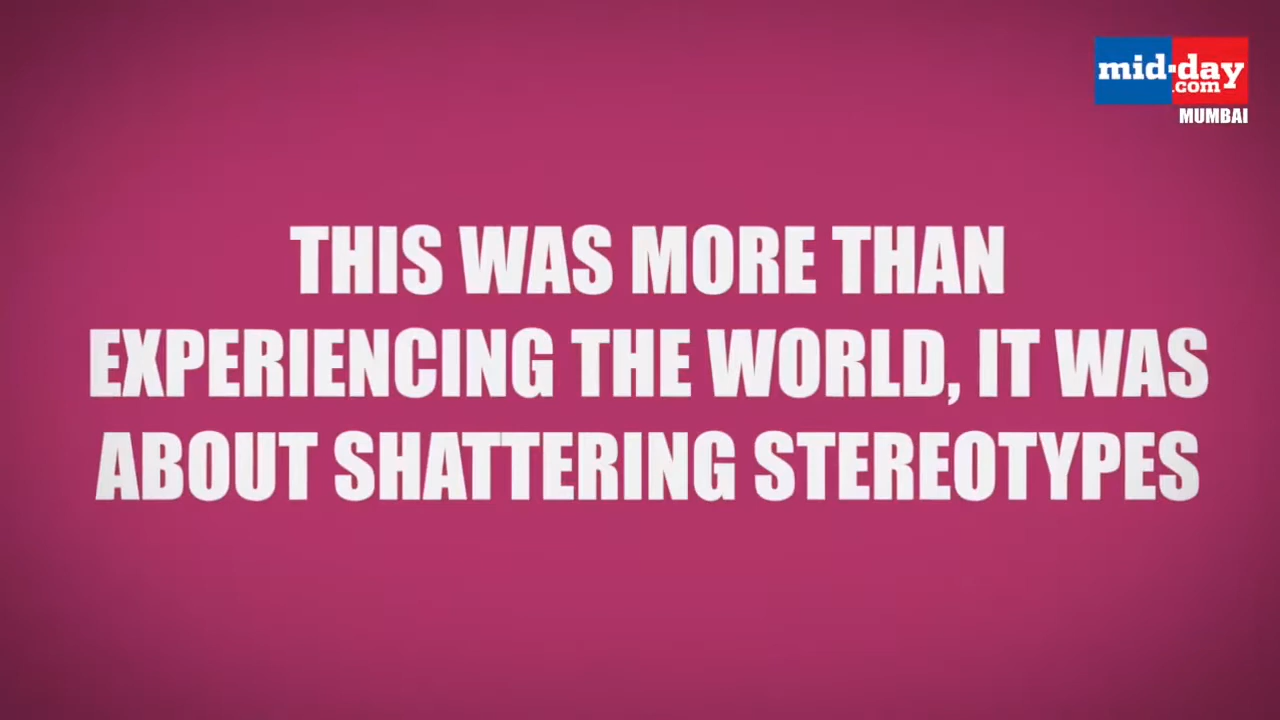 mid-day
.com
MUMBAI
THIS WAS MORE THAN
EXPERIENCING THE WORLD, IT WAS
ABOUT SHATTERING STEREOTYPES